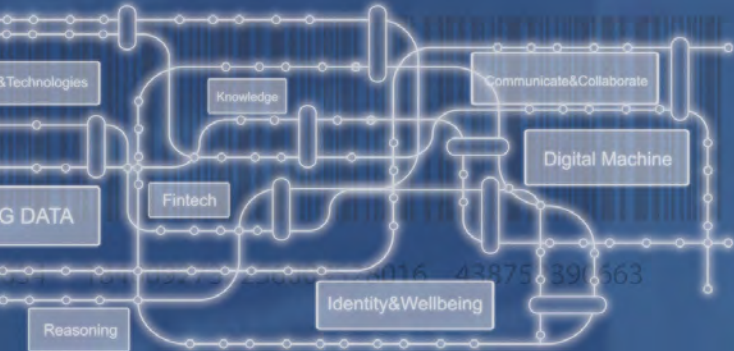 &Technologies
Knowledge
Communicate&Collaborate
Digital Machine
G DATA
Fintech
Identity&Wellbeing
Reasoning